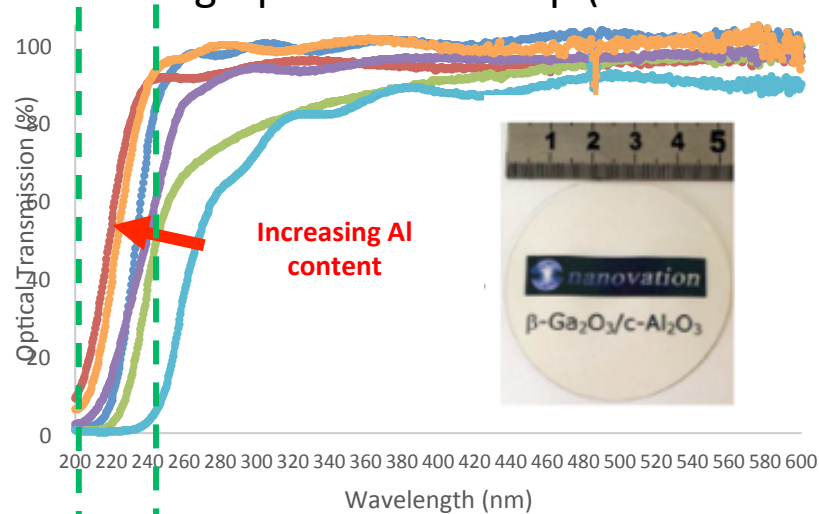 100
80
60
40
20
0
Optical Transmission (%)
200 220 240 260 280 300 320 340 360 380 400 420 440 460 480 500 520 540 560 580 600
Wavelength (nm)
Increasing Al
content
1 2 3 4 5
nanovation
β-Ga₂O₃/c-Al₂O₃